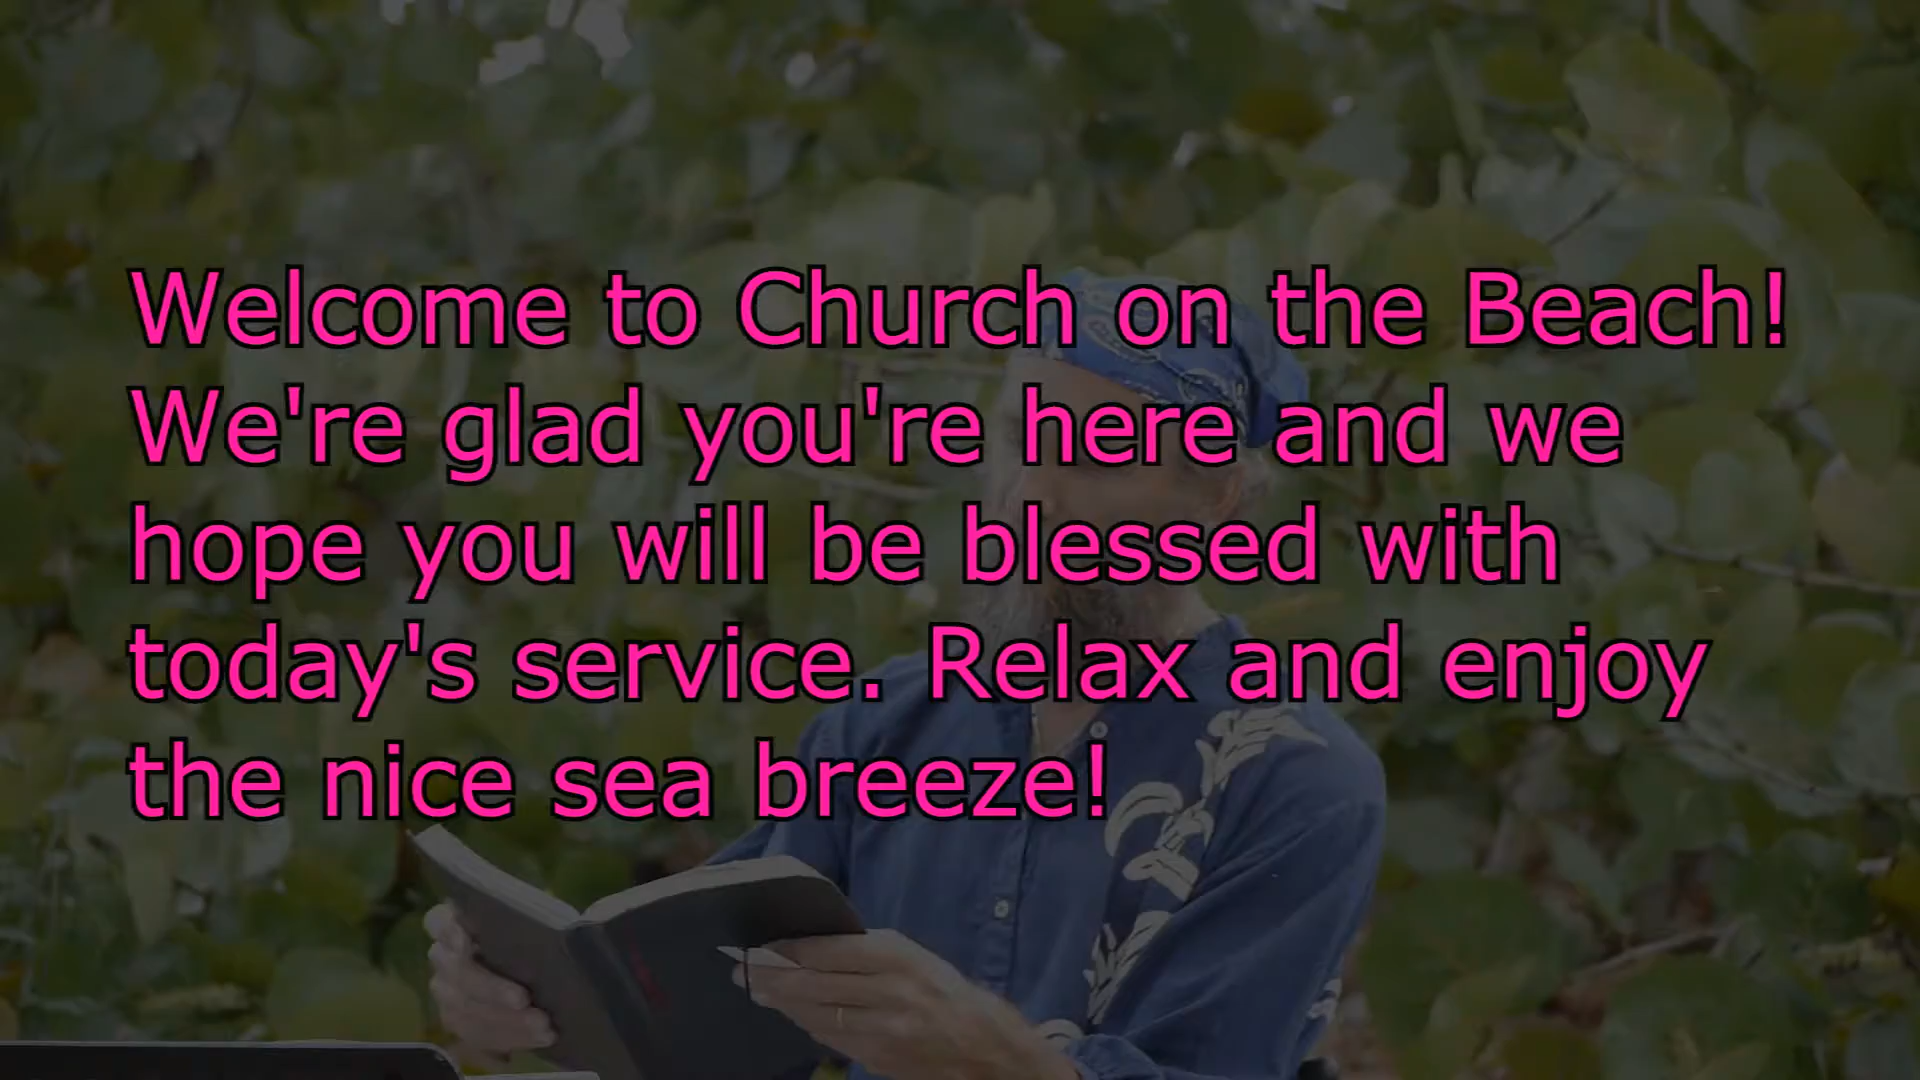 Welcome to Church on the Beach!
We're glad you're here and we
hope you will be blessed with
today's service. Relax and enjoy
the nice sea breeze!